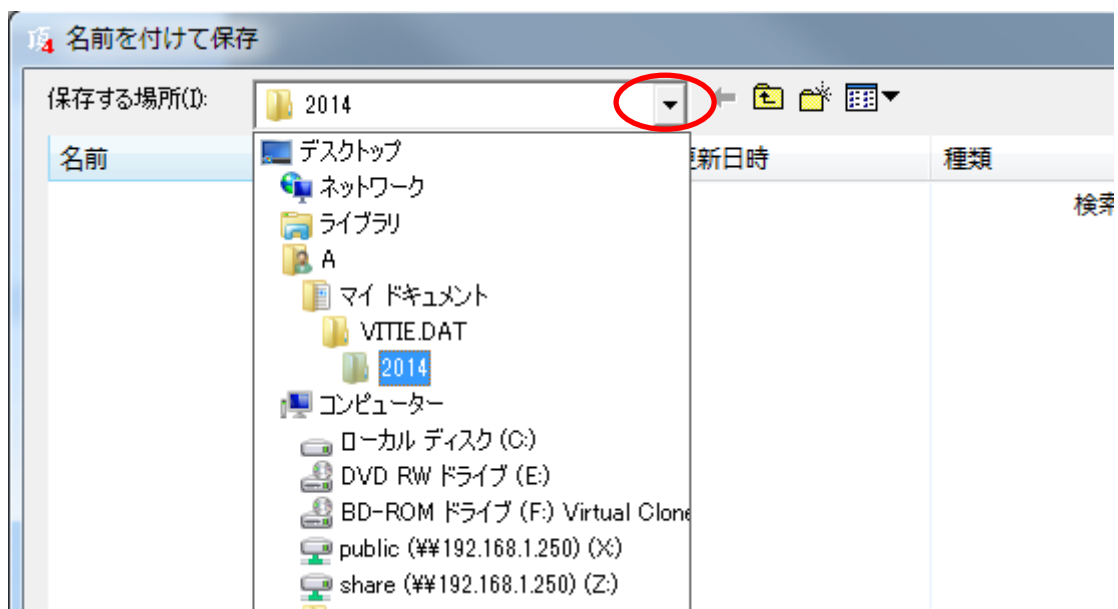 頂4 名前を付けて保存
保存する場所(I):
2014
名前
更新日時
種類
検索
デスクトップ
ネットワーク
ライブラリ
A
マイ ドキュメント
VITIE.DAT
2014
コンピューター
ローカル ディスク (C:)
DVD RW ドライブ (E:)
BD-ROM ドライブ (F:) Virtual Clone
public (¥¥192.168.1.250) (X:)
share (¥¥192.168.1.250) (Z:)